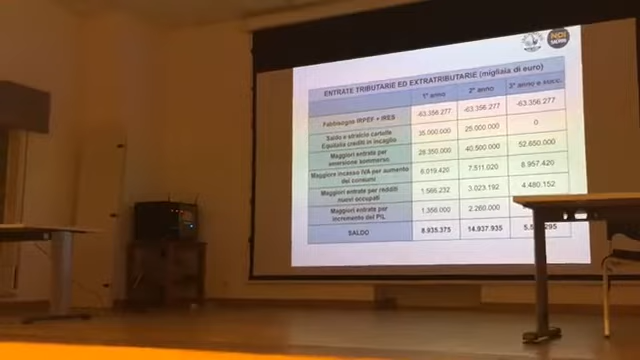 NOI
ENTRATE TRIBUTARIE ED EXTRATRIBUTARIE (migliaia di euro)
1° anno 2° anno 3° anno e succ.
Fabbisogno IRPEF + IRES -63.356.277 -63.356.277 -63.356.277
Saldo e stralcio cartelle
Equitalia crediti in incaglio 35.000.000 25.000.000 0
Maggiori entrate per
emersione sommerso 28.350.000 40.500.000 52.650.000
Maggiore incasso IVA per aumento
dei consumi 6.019.420 7.511.020 8.957.420
Maggiori entrate per redditi
nuovi occupati 1.566.232 3.023.192 4.480.152
Maggiori entrate per
incremento del PIL 1.356.000 2.260.000
SALDO 8.935.375 14.937.935 295